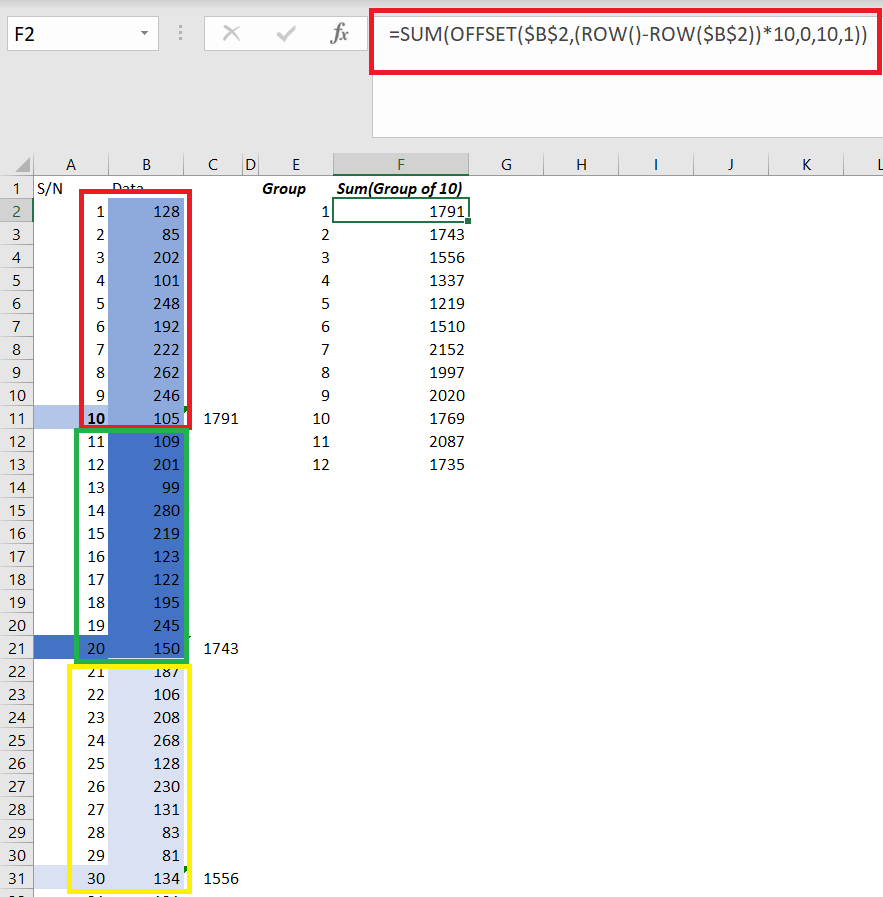 F2 fx =SUM(OFFSET($B$2,(ROW()-ROW($B$2))*10,0,10,1))
A B C D E F G H I J K L
1 S/N Data Group Sum(Group of 10)
2 1 128 1 1791
3 2 85 2 1743
4 3 202 3 1556
5 4 101 4 1337
6 5 248 5 1219
7 6 192 6 1510
8 7 222 7 2152
9 8 262 8 1997
10 9 246 9 2020
11 10 105 1791 10 1769
12 11 109 11 2087
13 12 201 12 1735
14 13 99
15 14 280
16 15 219
17 16 123
18 17 122
19 18 195
20 19 245
21 20 150 1743
22 21 187
23 22 106
24 23 208
25 24 268
26 25 128
27 26 230
28 27 131
29 28 83
30 29 81
31 30 134 1556